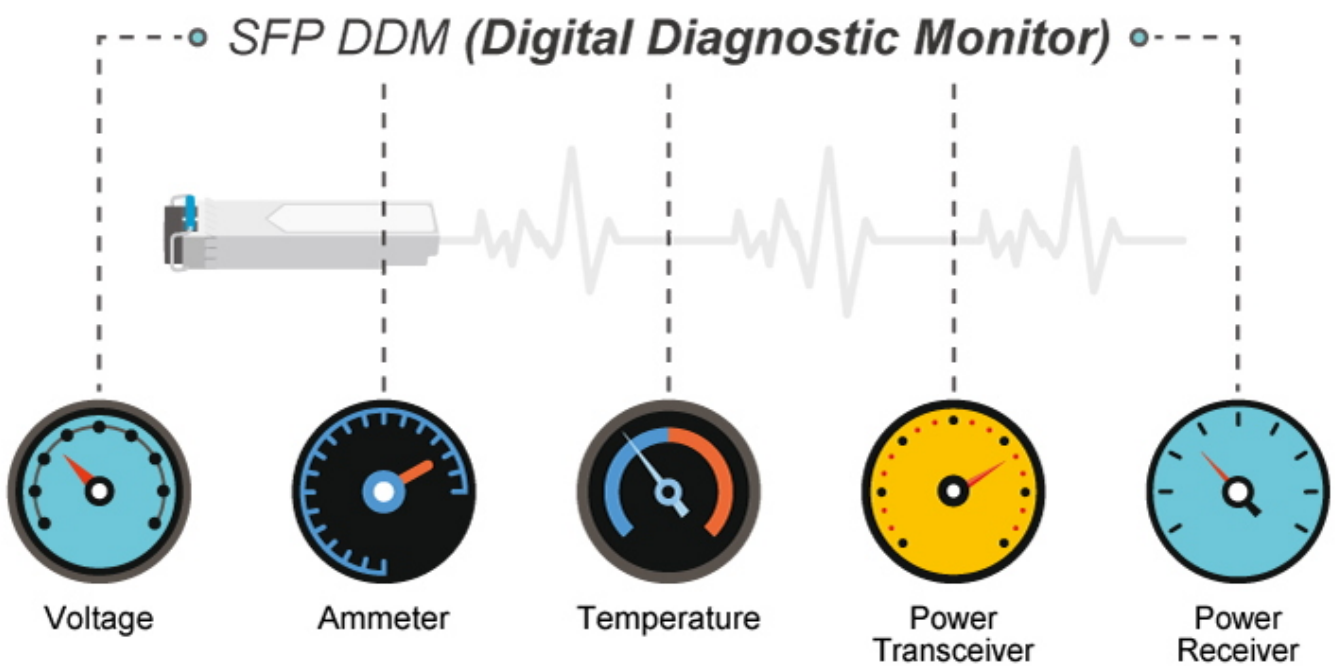 SFP DDM (Digital Diagnostic Monitor)
Voltage
Ammeter
Temperature
Power
Transceiver
Power
Receiver